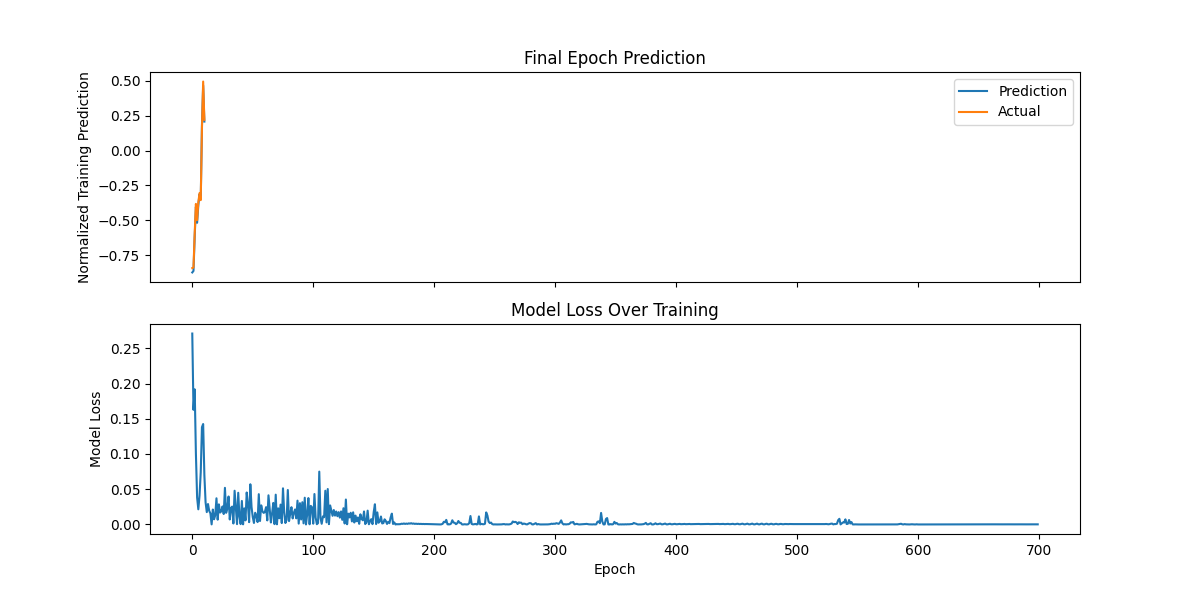 Final Epoch Prediction
Normalized Training Prediction
0.50
0.25
0.00
−0.25
−0.50
−0.75
Prediction
Actual
Model Loss Over Training
Model Loss
0.25
0.20
0.15
0.10
0.05
0.00
0 100 200 300 400 500 600 700
Epoch